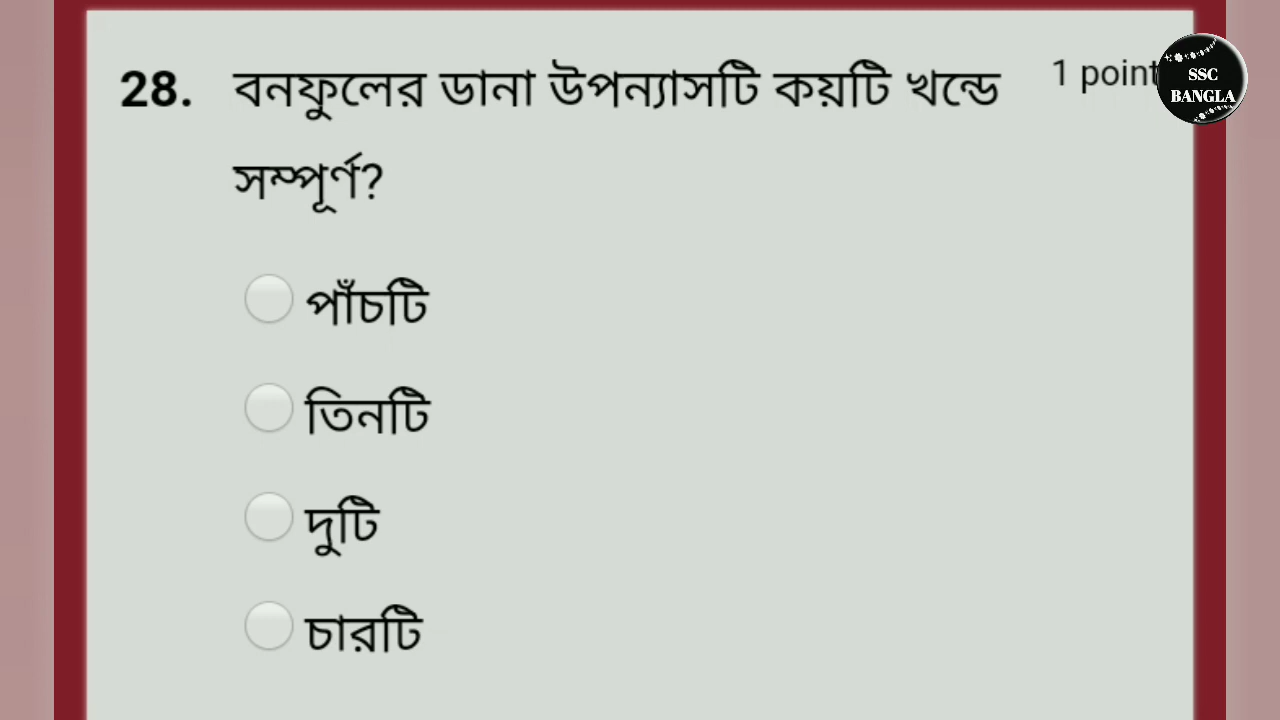 28. বনফুলের ডানা উপন্যাসটি কয়টি খন্ডে 1 point
সম্পূর্ণ?
পাঁচটি
তিনটি
দুটি
চারটি
SSC
BANGLA